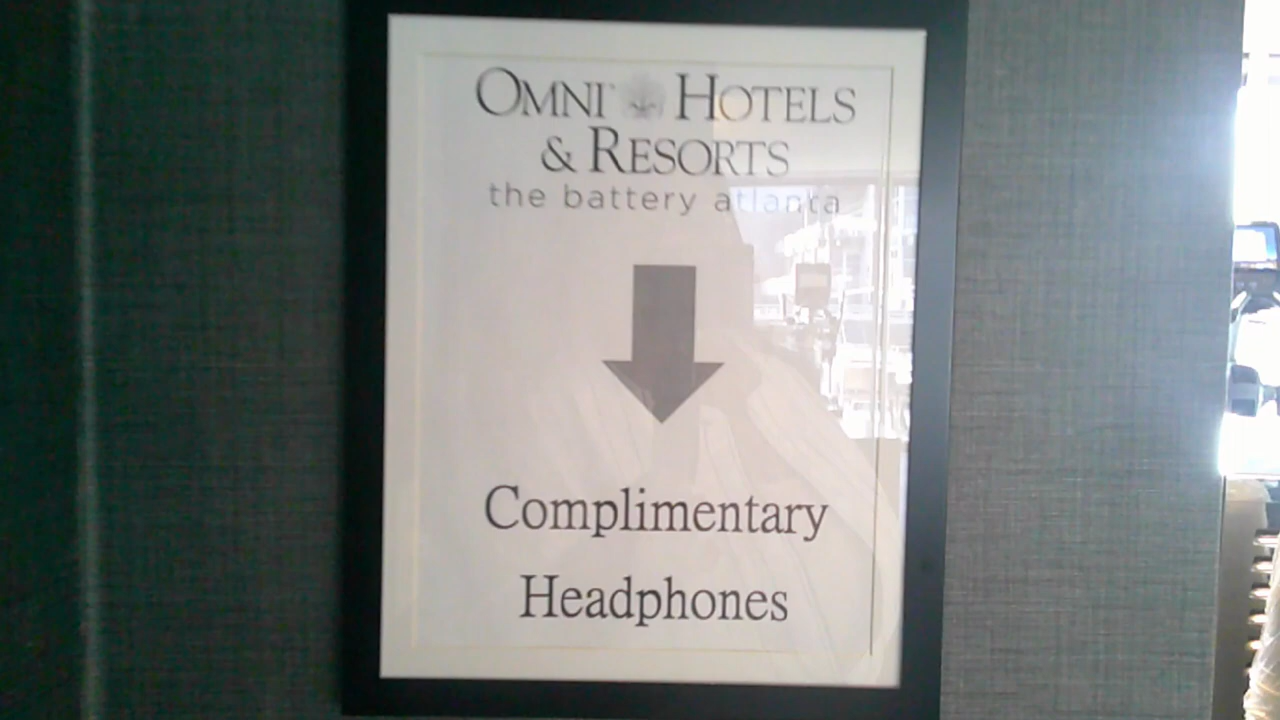 OMNI HOTELS
& RESORTS
the battery atlanta
Complimentary
Headphones